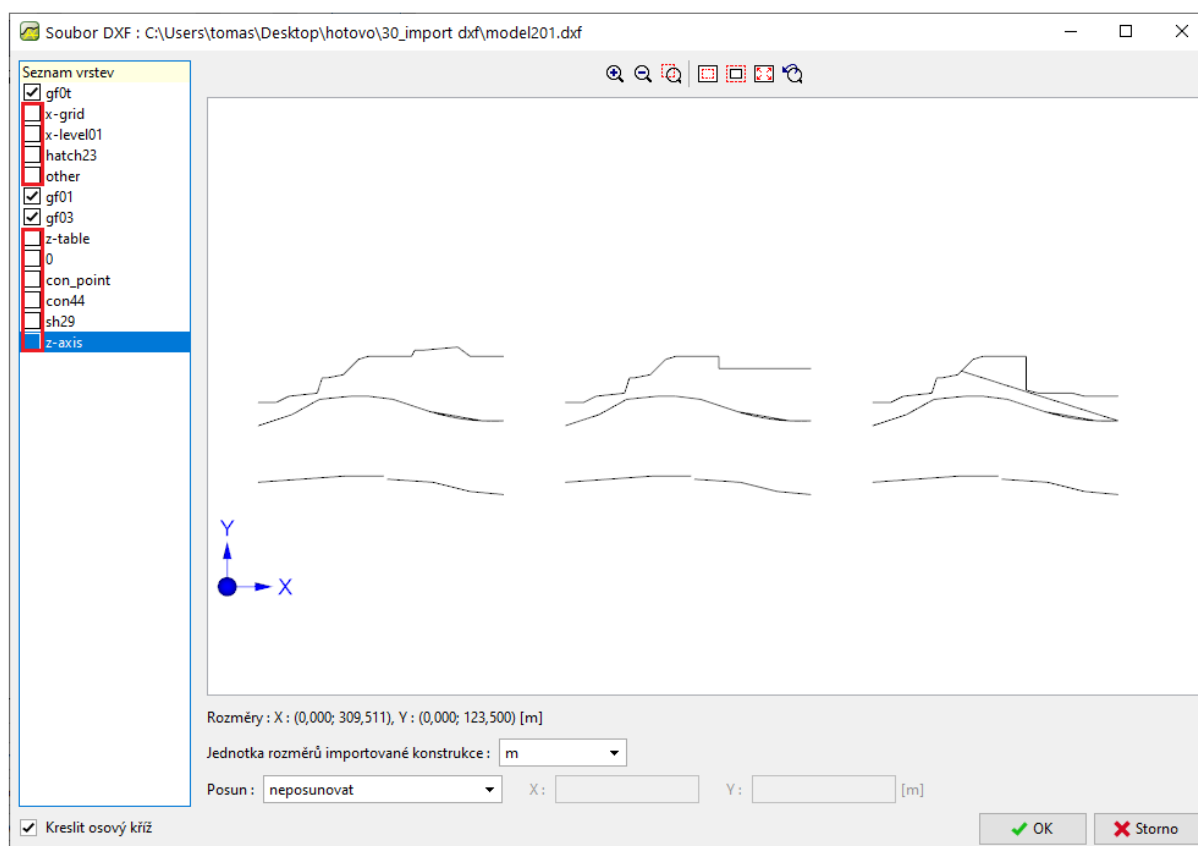 Soubor DXF : C:\Users\tomas\Desktop\hotovo\30_import dxf\model201.dxf
Seznam vrstev
gf0t
x-grid
x-level01
hatch23
other
gf01
gf03
z-table
0
con_point
con44
sh29
z-axis
Y
X
Rozměry : X : (0,000; 309,511), Y : (0,000; 123,500) [m]
Jednotka rozměrů importované konstrukce : m
Posun : neposunovat X : Y : [m]
Kreslit osový kříž
OK Storno